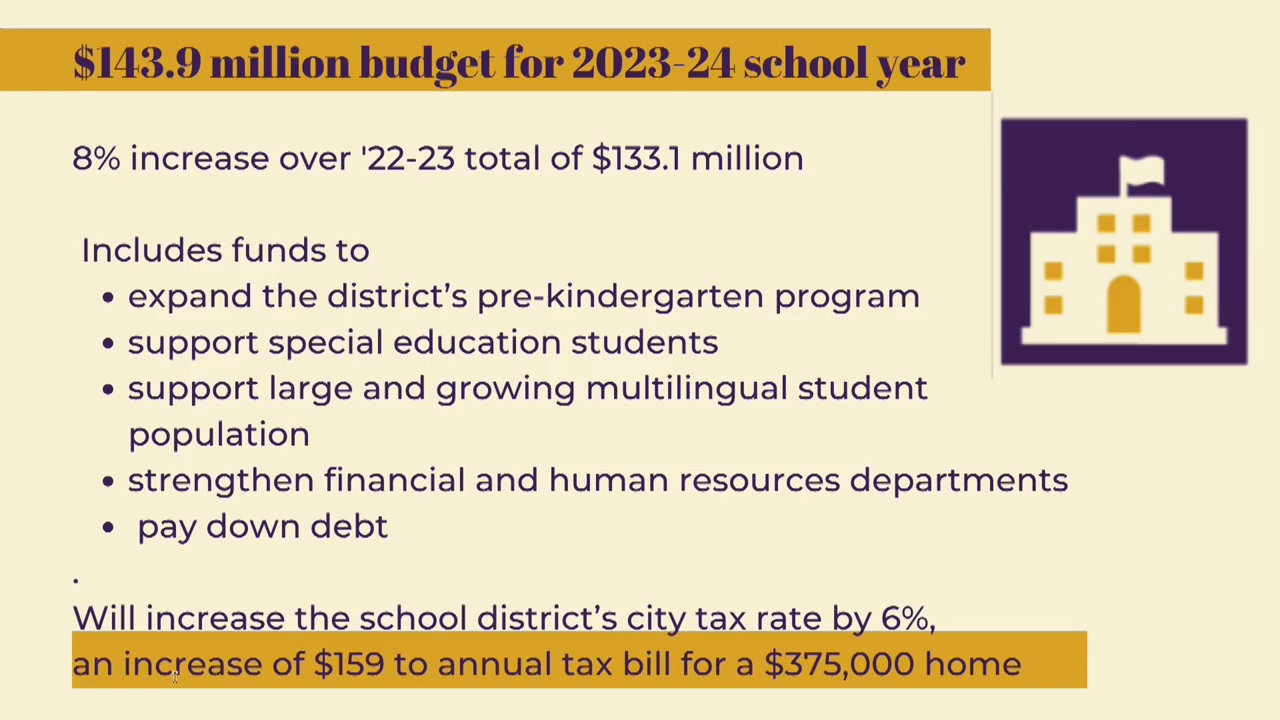 $143.9 million budget for 2023-24 school year
8% increase over '22-23 total of $133.1 million
Includes funds to
• expand the district’s pre-kindergarten program
• support special education students
• support large and growing multilingual student
population
• strengthen financial and human resources departments
• pay down debt
.
Will increase the school district’s city tax rate by 6%,
an increase of $159 to annual tax bill for a $375,000 home